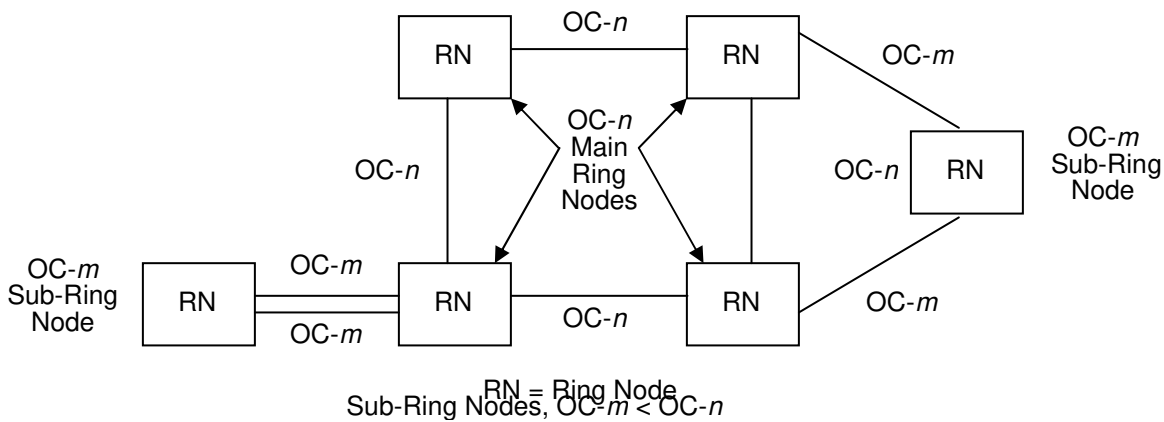 OC-n
RN
RN
OC-m
OC-n
Main
Ring
Nodes
OC-n
OC-n
RN
OC-m
Sub-Ring
Node
OC-m
Sub-Ring
Node
RN
OC-m
OC-m
RN
OC-n
RN
OC-m
RN = Ring Node
Sub-Ring Nodes, OC-m < OC-n